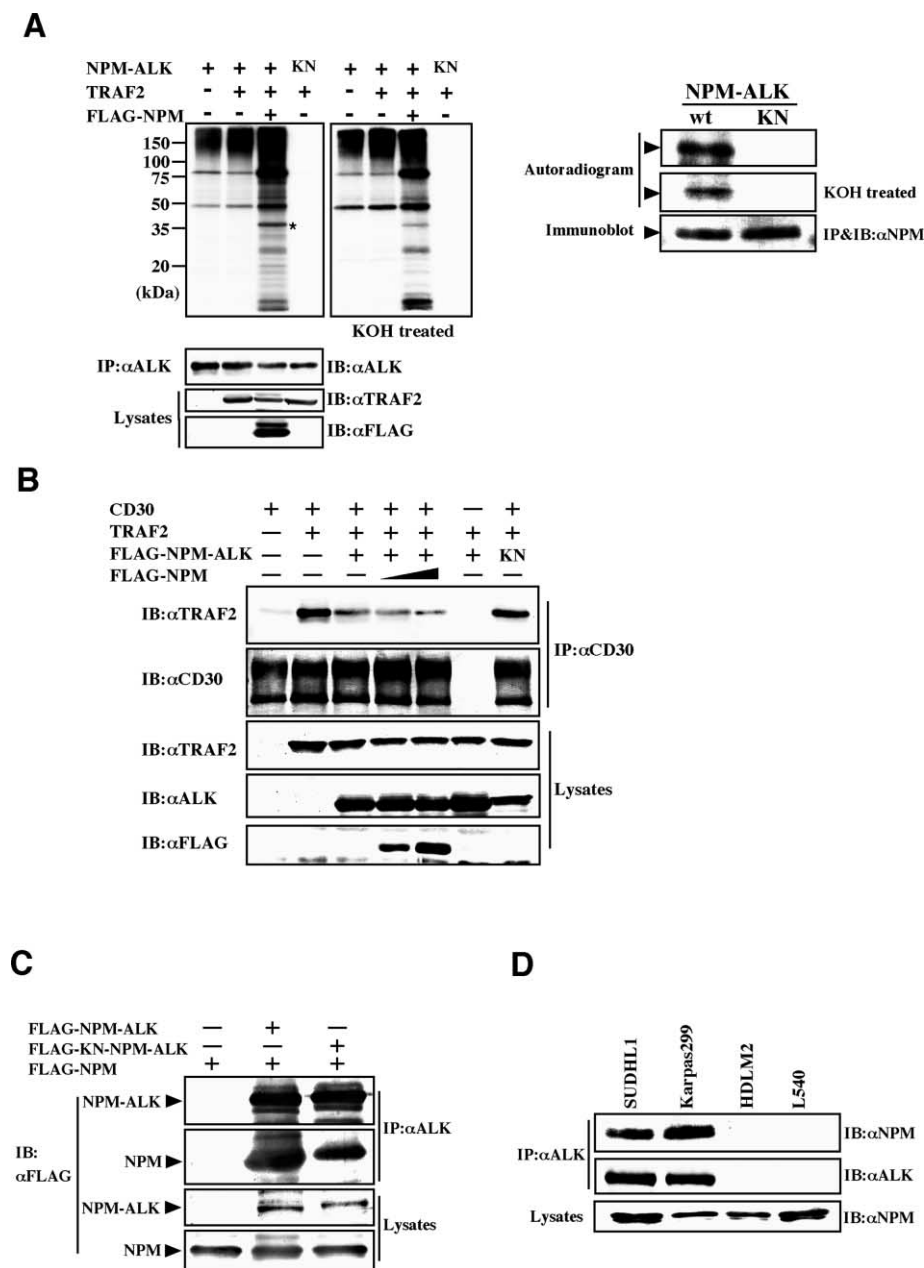 A
NPM-ALK + + + KN + + + KN
TRAF2 - + + + - + + +
FLAG-NPM - - + - - - + -
150
100
75
50
35
*
20
(kDa)
KOH treated
IP:αALK IB:αALK
Lysates IB:αTRAF2
IB:αFLAG
NPM-ALK
wt KN
Autoradiogram
KOH treated
Immunoblot IP&IB:αNPM
B
CD30 + + + + + — +
TRAF2 — + + + + + +
FLAG-NPM-ALK — — + + + + KN
FLAG-NPM — — — — —
IB:αTRAF2
IB:αCD30
IP:αCD30
IB:αTRAF2
IB:αALK
IB:αFLAG
Lysates
C
FLAG-NPM-ALK — + —
FLAG-KN-NPM-ALK — — +
FLAG-NPM + + +
NPM-ALK
NPM
IP:αALK
IB:
αFLAG
NPM-ALK
NPM
Lysates
D
SUDHL1 Karpas299 HDLM2 L540
IP:αALK IB:αNPM
IB:αALK
Lysates IB:αNPM